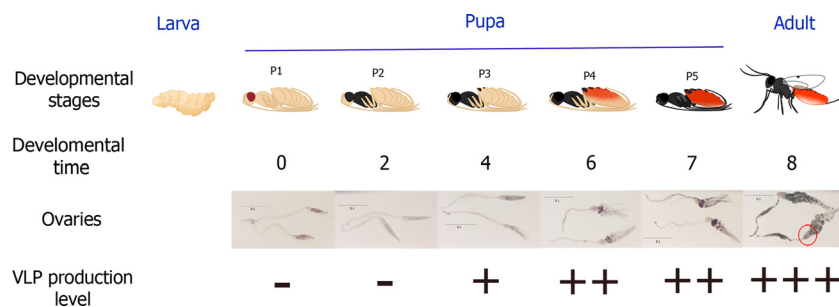 Larva Pupa Adult
Developmental
stages
P1 P2 P3 P4 P5
Develomental
time
0 2 4 6 7 8
Ovaries
VLP production
level
- - + ++ ++ +++